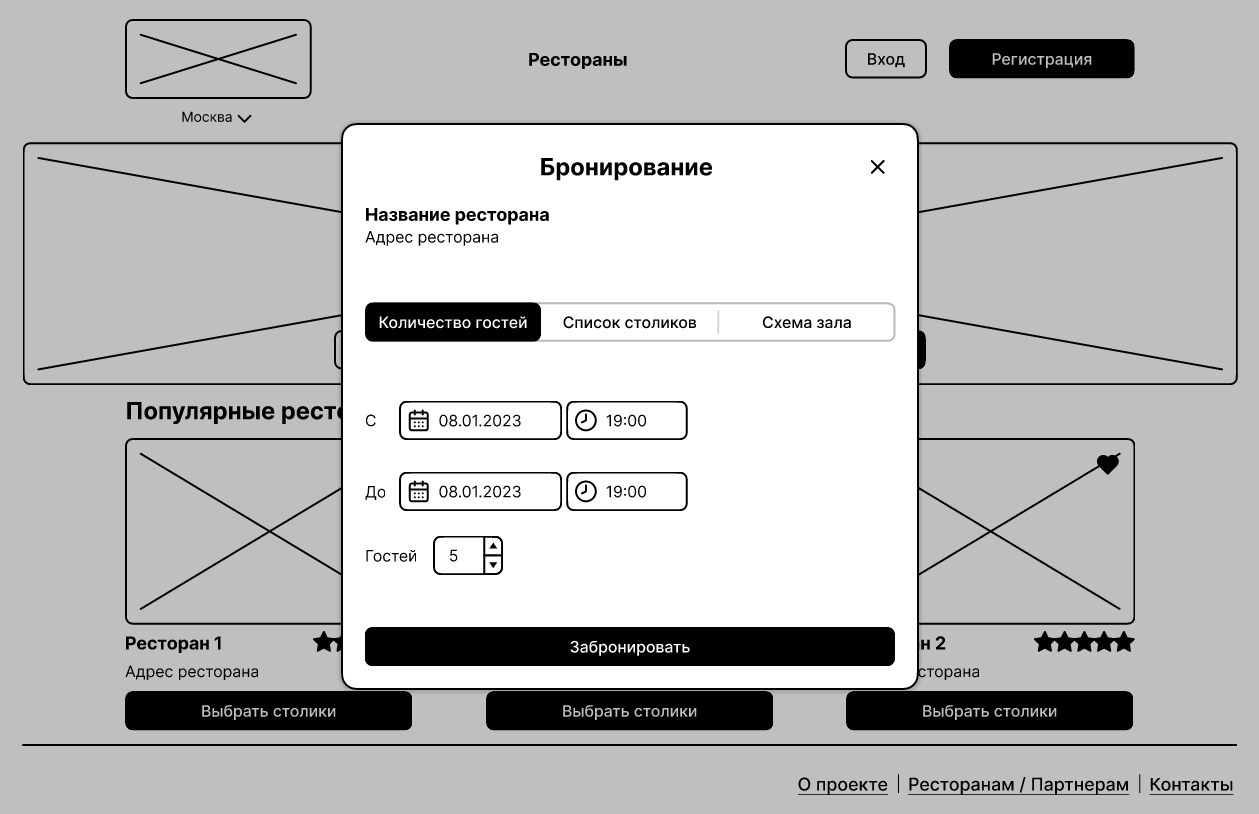 Рестораны
Вход
Регистрация
Москва
Бронирование
Название ресторана
Адрес ресторана
Количество гостей
Список столиков
Схема зала
С
08.01.2023
19:00
До
08.01.2023
19:00
Гостей
5
Забронировать
Популярные ресто
Ресторан 1
Адрес ресторана
Выбрать столики
Выбрать столики
н 2
сторана
Выбрать столики
О проекте
Ресторанам / Партнерам
Контакты